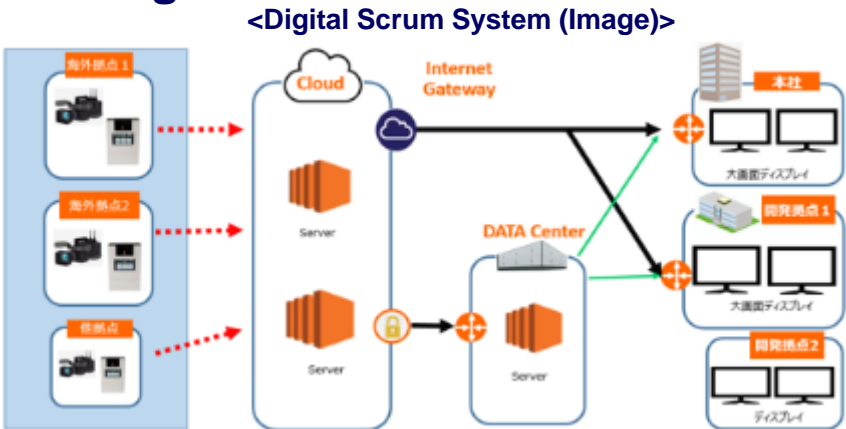 <Digital Scrum System (Image)>
海外拠点1
海外拠点2
他拠点
Cloud
Server
Server
Internet
Gateway
DATA Center
Server
本社
大画面ディスプレイ
開発拠点1
大画面ディスプレイ
開発拠点2
ディスプレイ